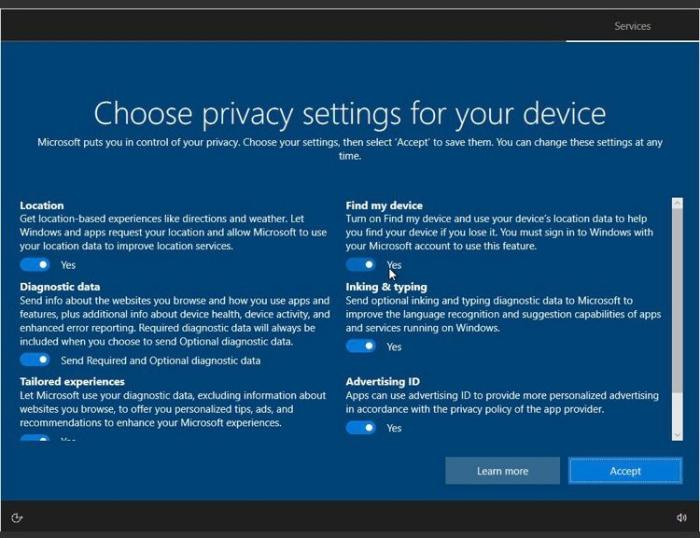 Services
Choose privacy settings for your device
Microsoft puts you in control of your privacy. Choose your settings, then select 'Accept' to save them. You can change these settings at any
time.
Location
Get location-based experiences like directions and weather. Let
Windows and apps request your location and allow Microsoft to use
your location data to improve location services.
Yes
Diagnostic data
Send info about the websites you browse and how you use apps and
features, plus additional info about device health, device activity, and
enhanced error reporting. Required diagnostic data will always be
included when you choose to send Optional diagnostic data.
Send Required and Optional diagnostic data
Tailored experiences
Let Microsoft use your diagnostic data, excluding information about
websites you browse, to offer you personalized tips, ads, and
recommendations to enhance your Microsoft experiences.
Yes
Find my device
Turn on Find my device and use your device's location data to help
you find your device if you lose it. You must sign in to Windows with
your Microsoft account to use this feature.
Yes
Inking & typing
Send optional inking and typing diagnostic data to Microsoft to
improve the language recognition and suggestion capabilities of apps
and services running on Windows.
Yes
Advertising ID
Apps can use advertising ID to provide more personalized advertising
in accordance with the privacy policy of the app provider.
Yes
Learn more
Accept